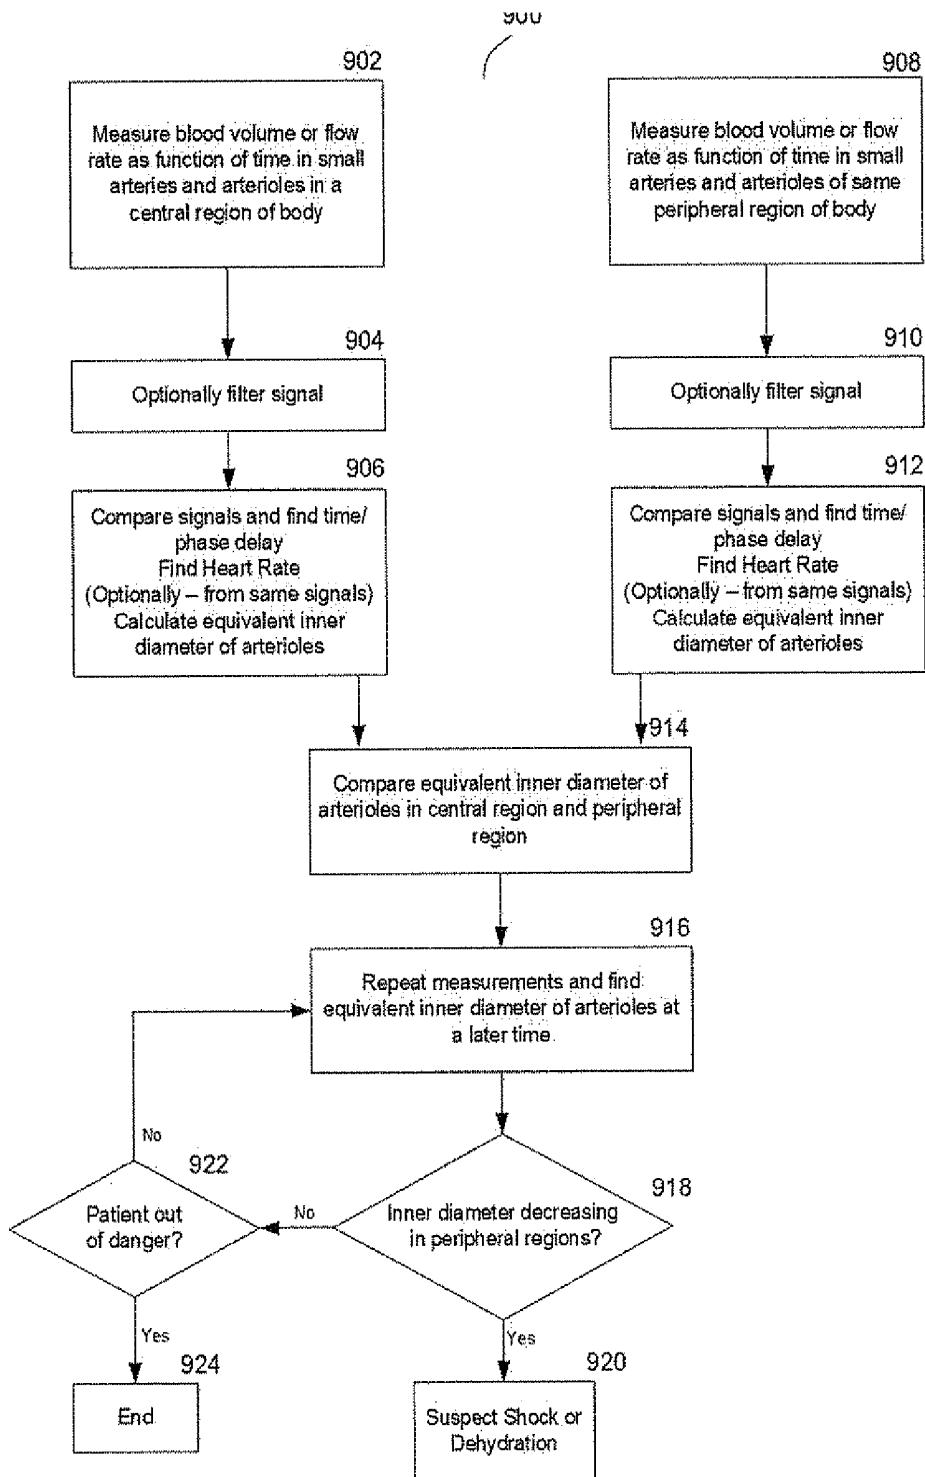 900
902
Measure blood volume or flow
rate as function of time in small
arteries and arterioles in a
central region of body
908
Measure blood volume or flow
rate as function of time in small
arteries and arterioles of same
peripheral region of body
904
Optionally filter signal
910
Optionally filter signal
906
Compare signals and find time/
phase delay
Find Heart Rate
(Optionally – from same signals)
Calculate equivalent inner
diameter of arterioles
912
Compare signals and find time/
phase delay
Find Heart Rate
(Optionally – from same signals)
Calculate equivalent inner
diameter of arterioles
914
Compare equivalent inner diameter of
arterioles in central region and peripheral
region
916
Repeat measurements and find
equivalent inner diameter of arterioles at
a later time.
No
922
Patient out
of danger?
No
918
Inner diameter decreasing
in peripheral regions?
Yes
924
End
Yes
920
Suspect Shock or
Dehydration